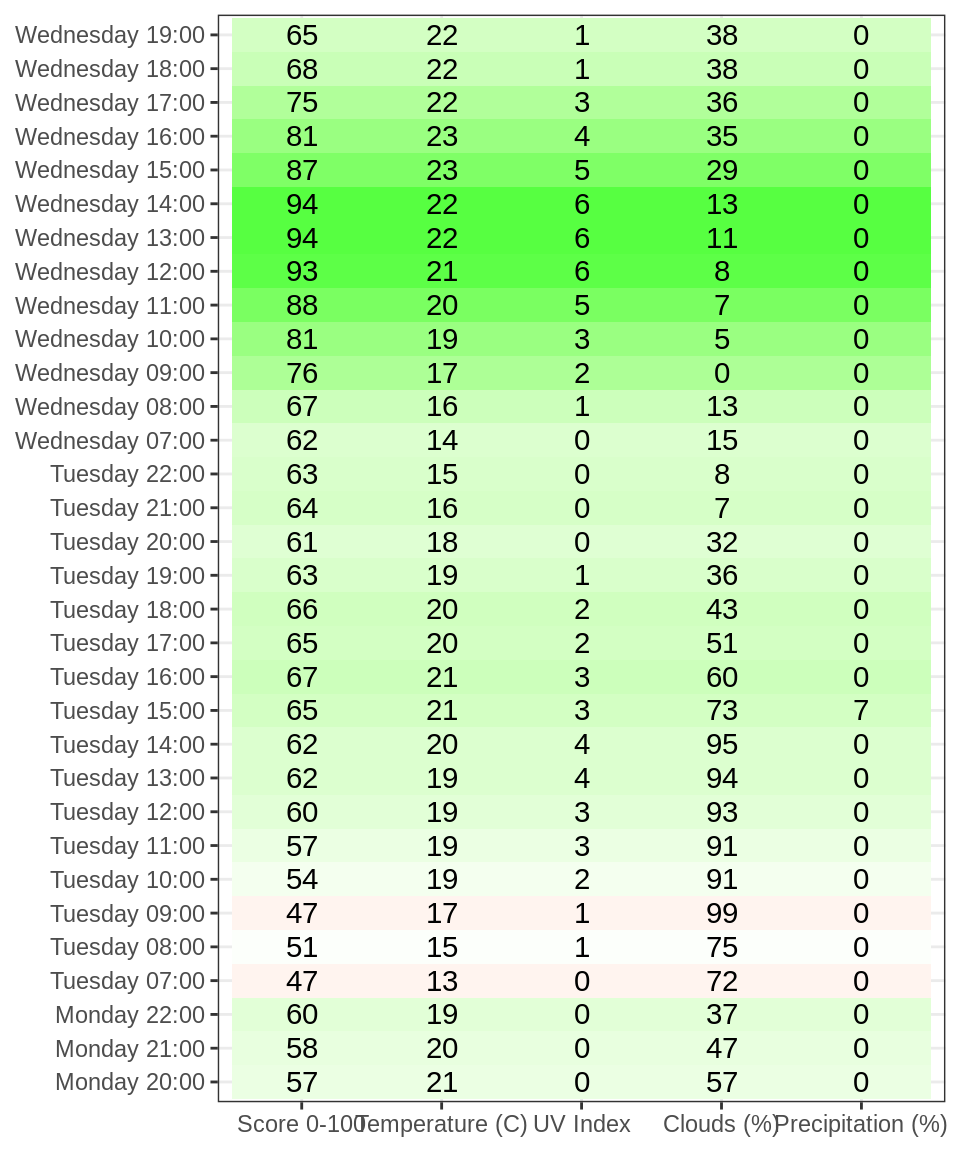 Wednesday 19:00 65 22 1 38 0
Wednesday 18:00 68 22 1 38 0
Wednesday 17:00 75 22 3 36 0
Wednesday 16:00 81 23 4 35 0
Wednesday 15:00 87 23 5 29 0
Wednesday 14:00 94 22 6 13 0
Wednesday 13:00 94 22 6 11 0
Wednesday 12:00 93 21 6 8 0
Wednesday 11:00 88 20 5 7 0
Wednesday 10:00 81 19 3 5 0
Wednesday 09:00 76 17 2 0 0
Wednesday 08:00 67 16 1 13 0
Wednesday 07:00 62 14 0 15 0
Tuesday 22:00 63 15 0 8 0
Tuesday 21:00 64 16 0 7 0
Tuesday 20:00 61 18 0 32 0
Tuesday 19:00 63 19 1 36 0
Tuesday 18:00 66 20 2 43 0
Tuesday 17:00 65 20 2 51 0
Tuesday 16:00 67 21 3 60 0
Tuesday 15:00 65 21 3 73 7
Tuesday 14:00 62 20 4 95 0
Tuesday 13:00 62 19 4 94 0
Tuesday 12:00 60 19 3 93 0
Tuesday 11:00 57 19 3 91 0
Tuesday 10:00 54 19 2 91 0
Tuesday 09:00 47 17 1 99 0
Tuesday 08:00 51 15 1 75 0
Tuesday 07:00 47 13 0 72 0
Monday 22:00 60 19 0 37 0
Monday 21:00 58 20 0 47 0
Monday 20:00 57 21 0 57 0
Score 0-100 Temperature (C) UV Index Clouds (%) Precipitation (%)